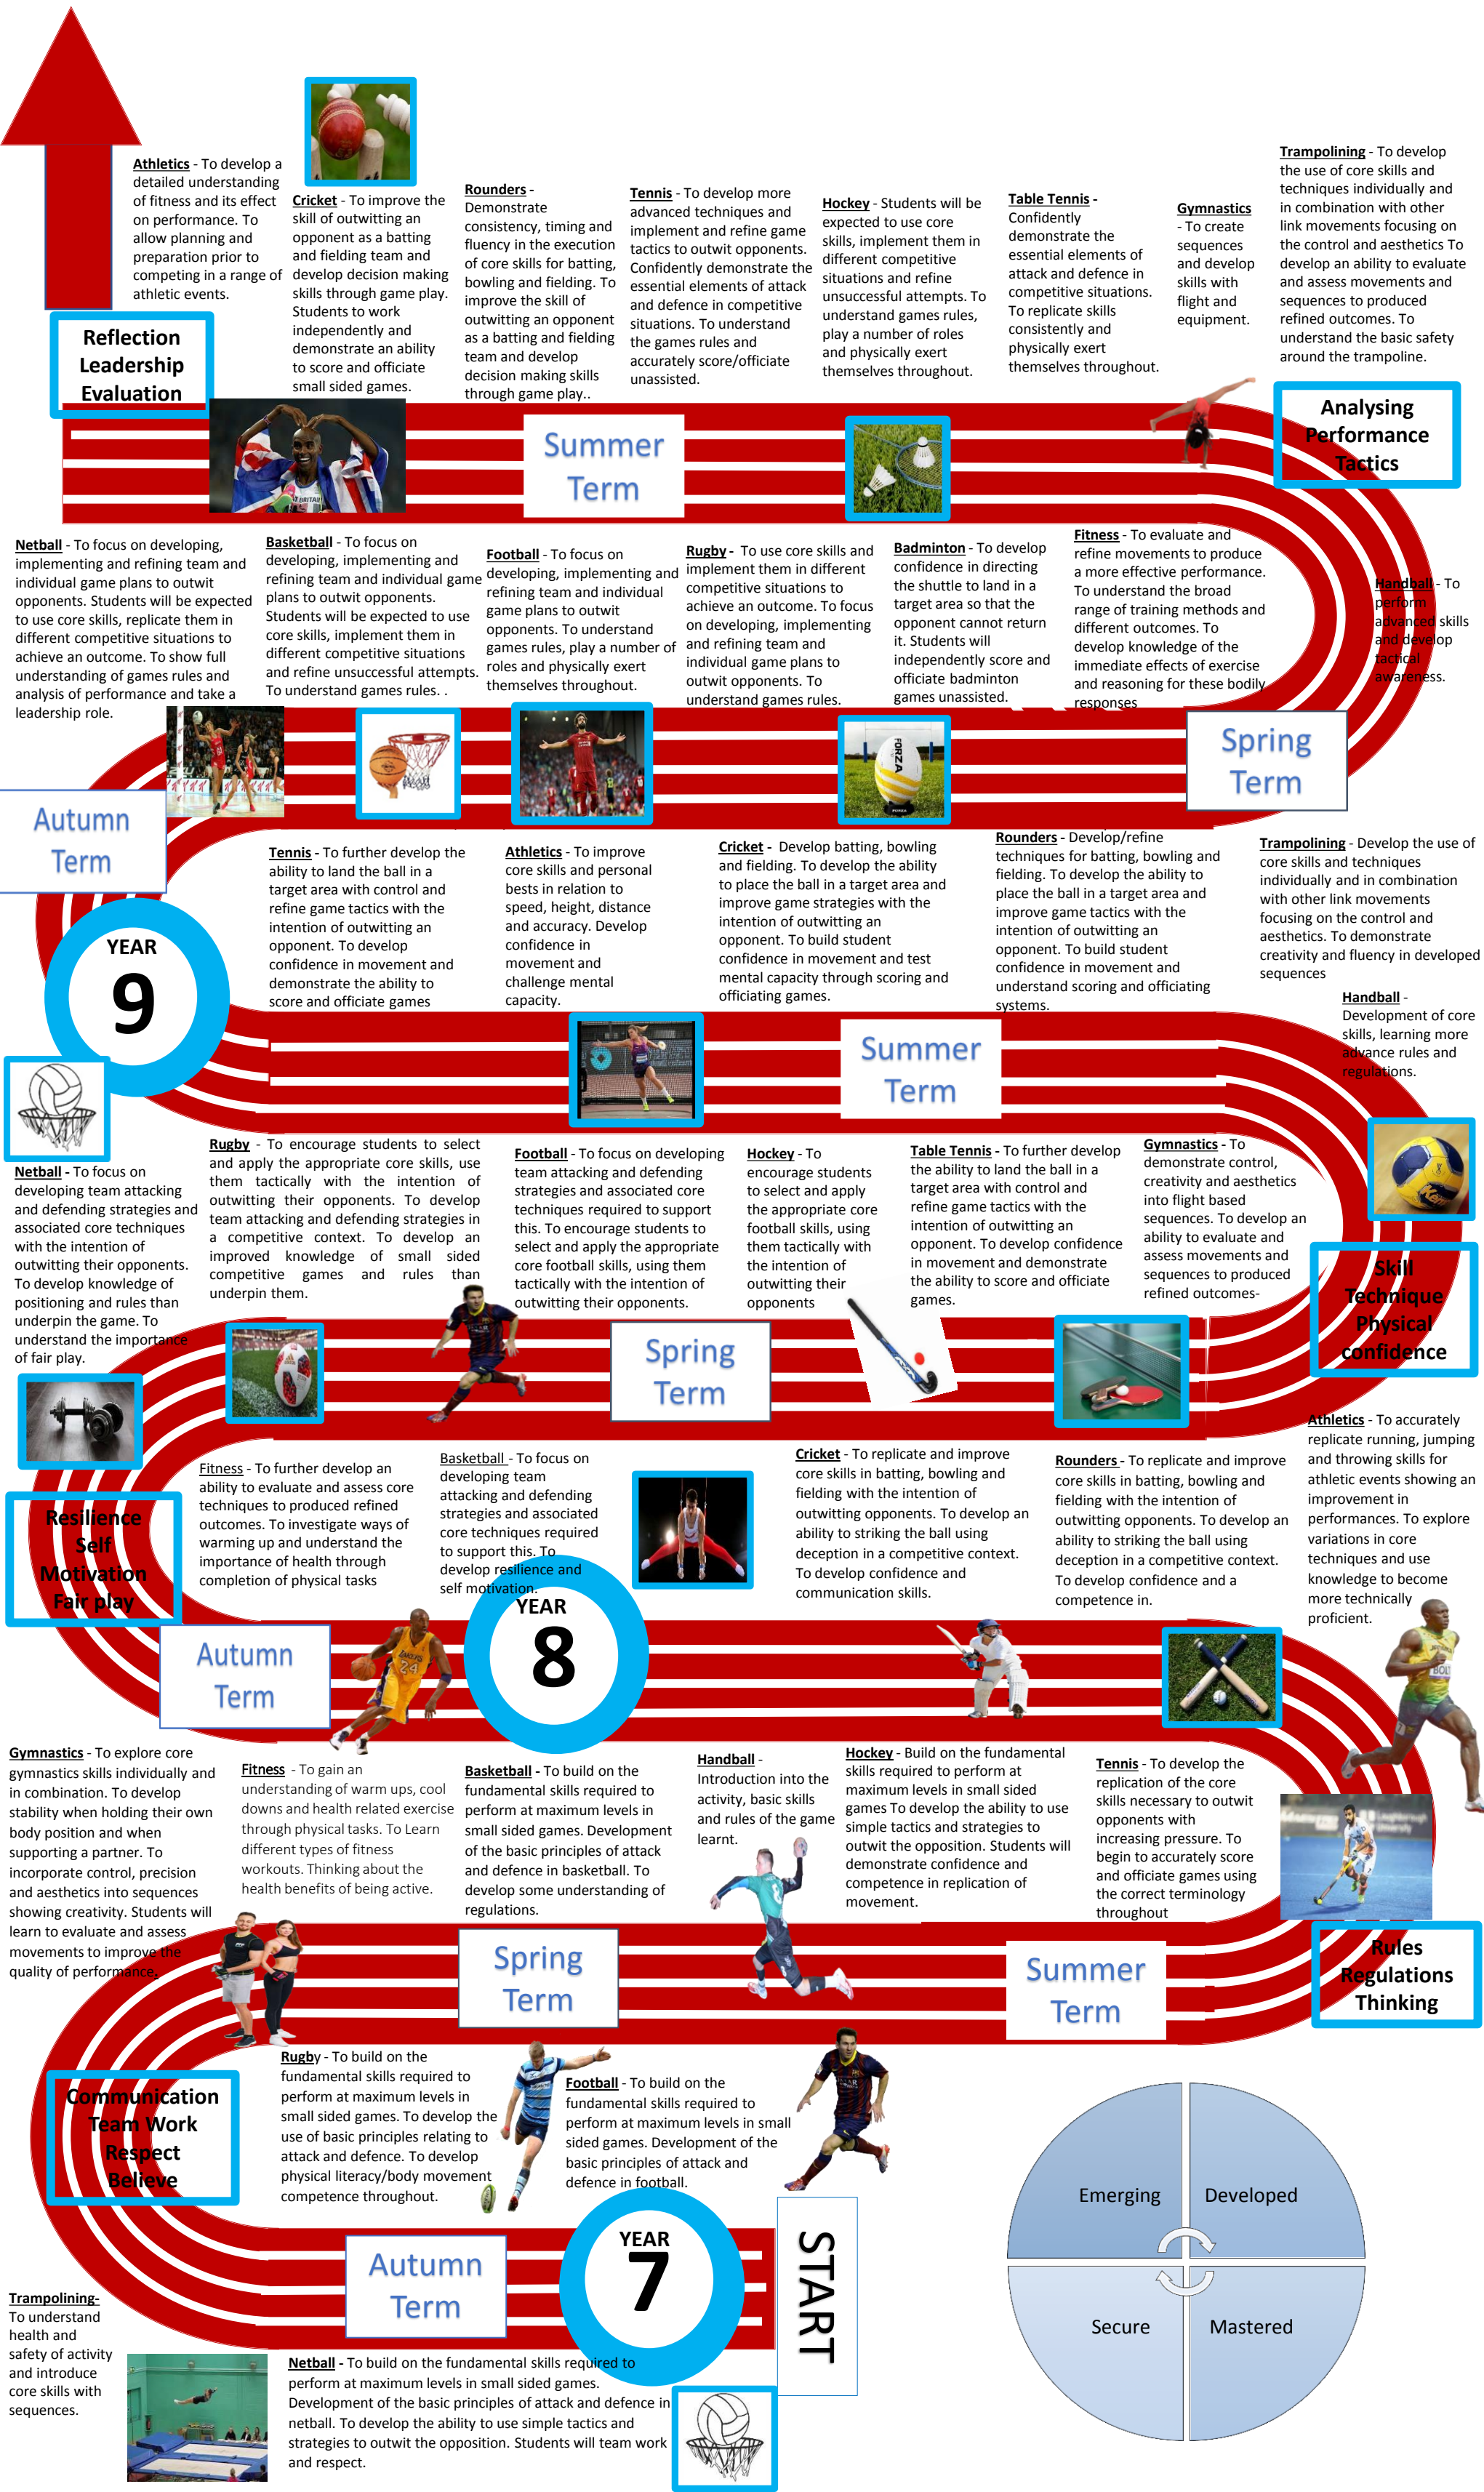 Athletics - To develop a
detailed understanding
of fitness and its effect
on performance. To
allow planning and
preparation prior to
competing in a range of
athletic events.
Cricket - To improve the
skill of outwitting an
opponent as a batting
and fielding team and
develop decision making
skills through game play.
Students to work
independently and
demonstrate an ability
to score and officiate
small sided games.
Rounders -
Demonstrate
consistency, timing and
fluency in the execution
of core skills for batting,
bowling and fielding. To
improve the skill of
outwitting an opponent
as a batting and fielding
team and develop
decision making skills
through game play..
Tennis - To develop more
advanced techniques and
implement and refine game
tactics to outwit opponents.
Confidently demonstrate the
essential elements of attack
and defence in competitive
situations. To understand
the games rules and
accurately score/officiate
unassisted.
Hockey - Students will be
expected to use core
skills, implement them in
different competitive
situations and refine
unsuccessful attempts. To
understand games rules,
play a number of roles
and physically exert
themselves throughout.
Table Tennis -
Confidently
demonstrate the
essential elements of
attack and defence in
competitive situations.
To replicate skills
consistently and
physically exert
themselves throughout.
Gymnastics
- To create
sequences
and develop
skills with
flight and
equipment.
Trampolining - To develop
the use of core skills and
techniques individually and
in combination with other
link movements focusing on
the control and aesthetics To
develop an ability to evaluate
and assess movements and
sequences to produced
refined outcomes. To
understand the basic safety
around the trampoline.
Reflection
Leadership
Evaluation
Summer
Term
Analysing
Performance
Tactics
Netball - To focus on developing,
implementing and refining team and
individual game plans to outwit
opponents. Students will be expected
to use core skills, replicate them in
different competitive situations to
achieve an outcome. To show full
understanding of games rules and
analysis of performance and take a
leadership role.
Basketball - To focus on
developing, implementing and
refining team and individual game
plans to outwit opponents.
Students will be expected to use
core skills, implement them in
different competitive situations
and refine unsuccessful attempts.
To understand games rules. .
Football - To focus on
developing, implementing and
refining team and individual
game plans to outwit
opponents. To understand
games rules, play a number of
roles and physically exert
themselves throughout.
Rugby - To use core skills and
implement them in different
competitive situations to
achieve an outcome. To focus
on developing, implementing
and refining team and
individual game plans to
outwit opponents. To
understand games rules.
Badminton - To develop
confidence in directing
the shuttle to land in a
target area so that the
opponent cannot return
it. Students will
independently score and
officiate badminton
games unassisted.
Fitness - To evaluate and
refine movements to produce
a more effective performance.
To understand the broad
range of training methods and
different outcomes. To
develop knowledge of the
immediate effects of exercise
and reasoning for these bodily
responses
Handball - To
perform
advanced skills
and develop
tactical
awareness.
FORZA
Spring
Term
Autumn
Term
YEAR
9
Tennis - To further develop the
ability to land the ball in a
target area with control and
refine game tactics with the
intention of outwitting an
opponent. To develop
confidence in movement and
demonstrate the ability to
score and officiate games
Athletics - To improve
core skills and personal
bests in relation to
speed, height, distance
and accuracy. Develop
confidence in
movement and
challenge mental
capacity.
Cricket - Develop batting, bowling
and fielding. To develop the ability
to place the ball in a target area and
improve game strategies with the
intention of outwitting an
opponent. To build student
confidence in movement and test
mental capacity through scoring and
officiating games.
Rounders - Develop/refine
techniques for batting, bowling and
fielding. To develop the ability to
place the ball in a target area and
improve game tactics with the
intention of outwitting an
opponent. To build student
confidence in movement and
understand scoring and officiating
systems.
Trampolining - Develop the use of
core skills and techniques
individually and in combination
with other link movements
focusing on the control and
aesthetics. To demonstrate
creativity and fluency in developed
sequences
Handball -
Development of core
skills, learning more
advance rules and
regulations.
Summer
Term
Netball - To focus on
developing team attacking
and defending strategies and
associated core techniques
with the intention of
outwitting their opponents.
To develop knowledge of
positioning and rules than
underpin the game. To
understand the importance
of fair play.
Rugby - To encourage students to select
and apply the appropriate core skills, use
them tactically with the intention of
outwitting their opponents. To develop
team attacking and defending strategies in
a competitive context. To develop an
improved knowledge of small sided
competitive games and rules than
underpin them.
Football - To focus on developing
team attacking and defending
strategies and associated core
techniques required to support
this. To encourage students to
select and apply the appropriate
core football skills, using them
tactically with the intention of
outwitting their opponents.
Hockey - To
encourage students
to select and apply
the appropriate core
football skills, using
them tactically with
the intention of
outwitting their
opponents
Table Tennis - To further develop
the ability to land the ball in a
target area with control and
refine game tactics with the
intention of outwitting an
opponent. To develop confidence
in movement and demonstrate
the ability to score and officiate
games.
Gymnastics - To
demonstrate control,
creativity and aesthetics
into flight based
sequences. To develop an
ability to evaluate and
assess movements and
sequences to produced
refined outcomes-
Skill
Technique
Physical
confidence
Spring
Term
Resilience
Self
Motivation
Fair play
Fitness - To further develop an
ability to evaluate and assess core
techniques to produced refined
outcomes. To investigate ways of
warming up and understand the
importance of health through
completion of physical tasks
Basketball - To focus on
developing team
attacking and defending
strategies and associated
core techniques required
to support this. To
develop resilience and
self motivation.
Cricket - To replicate and improve
core skills in batting, bowling and
fielding with the intention of
outwitting opponents. To develop an
ability to striking the ball using
deception in a competitive context.
To develop confidence and
communication skills.
Rounders - To replicate and improve
core skills in batting, bowling and
fielding with the intention of
outwitting opponents. To develop an
ability to striking the ball using
deception in a competitive context.
To develop confidence and a
competence in.
Athletics - To accurately
replicate running, jumping
and throwing skills for
athletic events showing an
improvement in
performances. To explore
variations in core
techniques and use
knowledge to become
more technically
proficient.
Autumn
Term
LAKERS
24
YEAR
8
BOLT
Gymnastics - To explore core
gymnastics skills individually and
in combination. To develop
stability when holding their own
body position and when
supporting a partner. To
incorporate control, precision
and aesthetics into sequences
showing creativity. Students will
learn to evaluate and assess
movements to improve the
quality of performance.
Fitness - To gain an
understanding of warm ups, cool
downs and health related exercise
through physical tasks. To Learn
different types of fitness
workouts. Thinking about the
health benefits of being active.
Basketball - To build on the
fundamental skills required to
perform at maximum levels in
small sided games. Development
of the basic principles of attack
and defence in basketball. To
develop some understanding of
regulations.
Handball -
Introduction into the
activity, basic skills
and rules of the game
learnt.
Hockey - Build on the fundamental
skills required to perform at
maximum levels in small sided
games To develop the ability to use
simple tactics and strategies to
outwit the opposition. Students will
demonstrate confidence and
competence in replication of
movement.
Tennis - To develop the
replication of the core
skills necessary to outwit
opponents with
increasing pressure. To
begin to accurately score
and officiate games using
the correct terminology
throughout
Rules
Regulations
Thinking
Spring
Term
Summer
Term
Communication
Team Work
Respect
Believe
Rugby - To build on the
fundamental skills required to
perform at maximum levels in
small sided games. To develop the
use of basic principles relating to
attack and defence. To develop
physical literacy/body movement
competence throughout.
Football - To build on the
fundamental skills required to
perform at maximum levels in small
sided games. Development of the
basic principles of attack and
defence in football.
Emerging
Developed
Secure
Mastered
Autumn
Term
YEAR
7
START
Trampolining-
To understand
health and
safety of activity
and introduce
core skills with
sequences.
Netball - To build on the fundamental skills required to
perform at maximum levels in small sided games.
Development of the basic principles of attack and defence in
netball. To develop the ability to use simple tactics and
strategies to outwit the opposition. Students will team work
and respect.